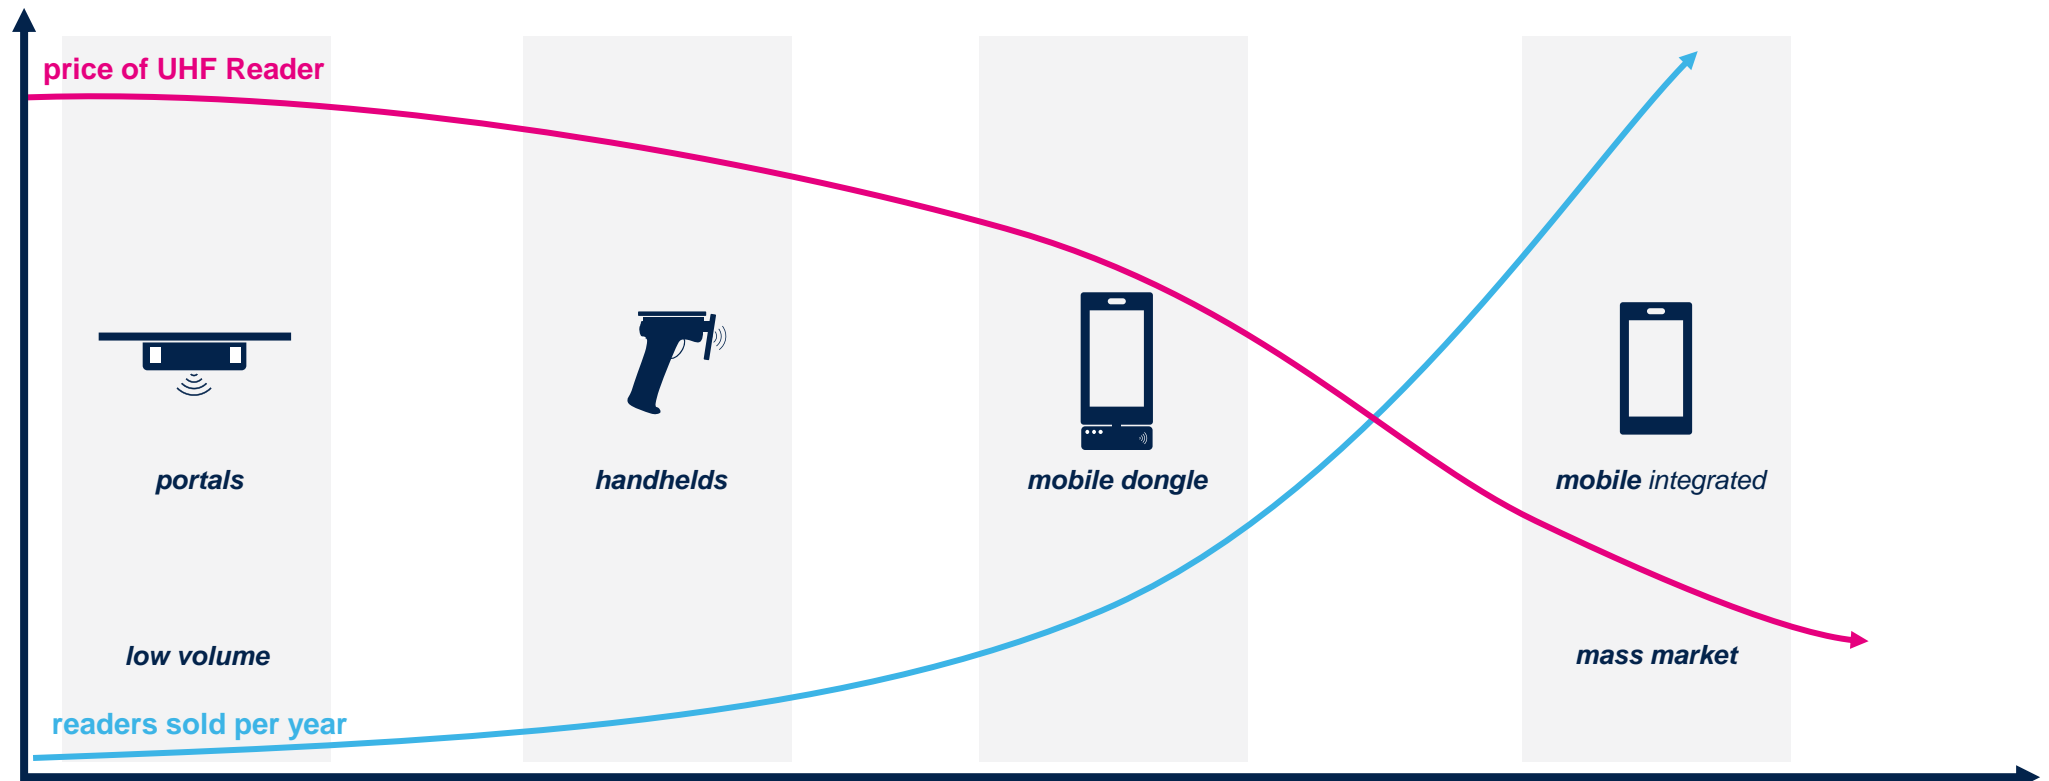 price of UHF Reader
portals
handhelds
mobile dongle
mobile integrated
low volume
mass market
readers sold per year